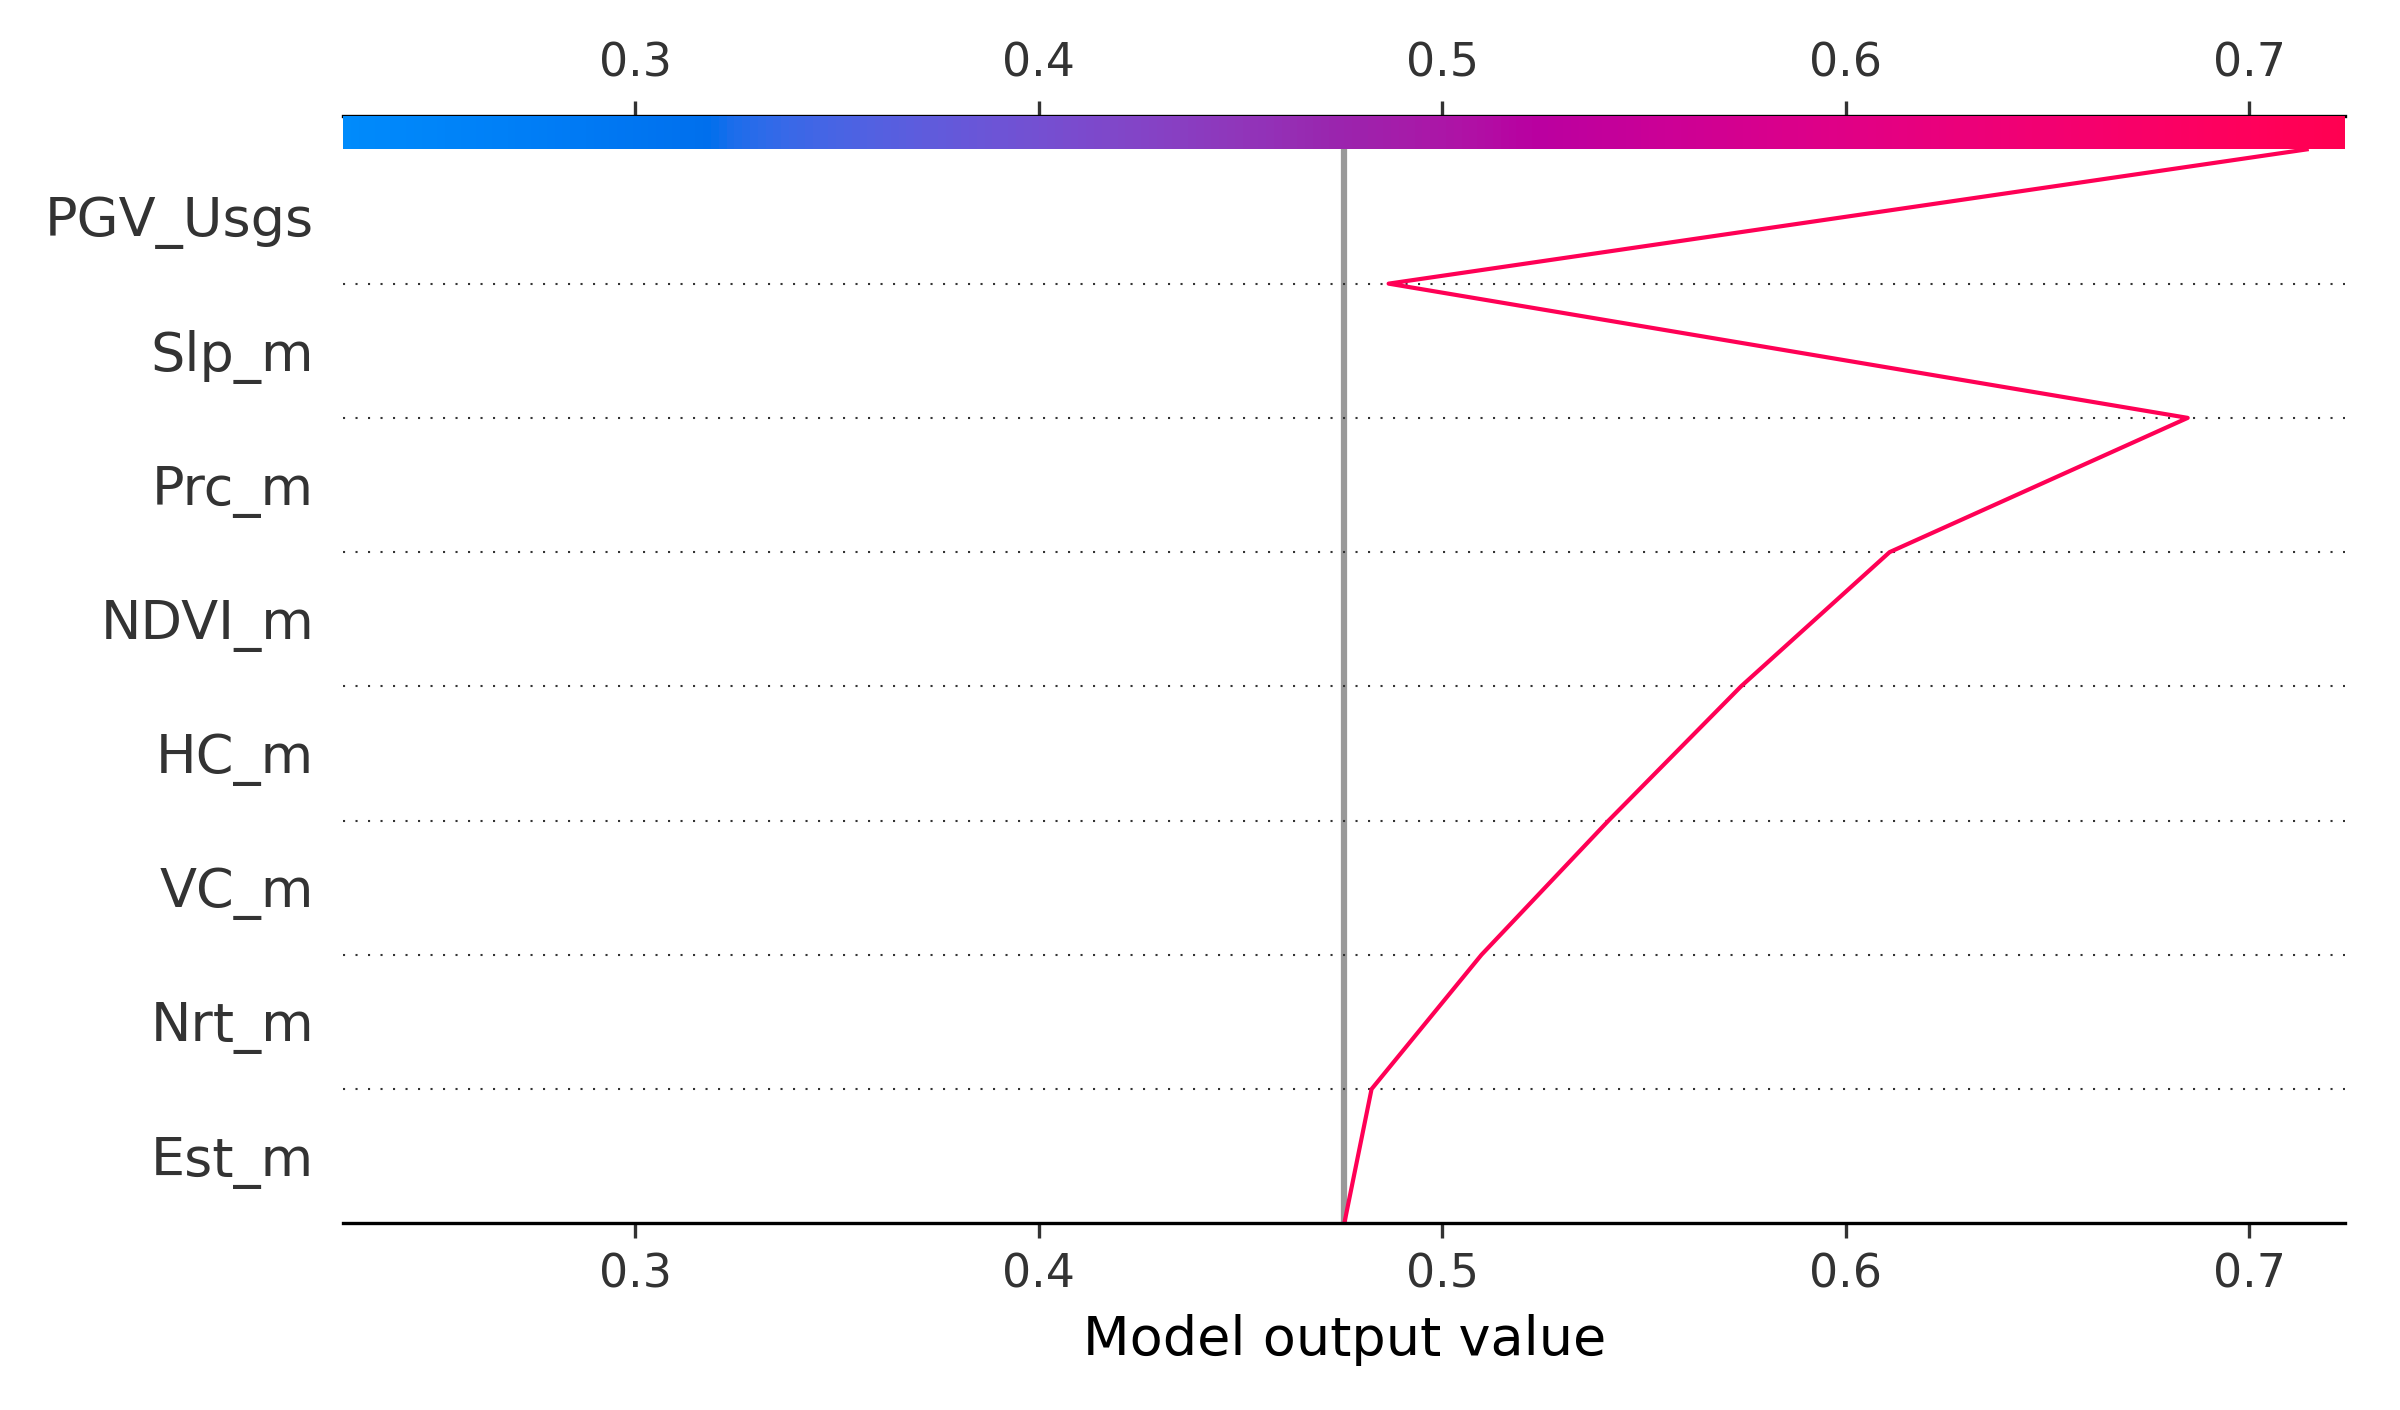 0.3 0.4 0.5 0.6 0.7
PGV_Usgs
Slp_m
Prc_m
NDVI_m
HC_m
VC_m
Nrt_m
Est_m
0.3 0.4 0.5 0.6 0.7
Model output value